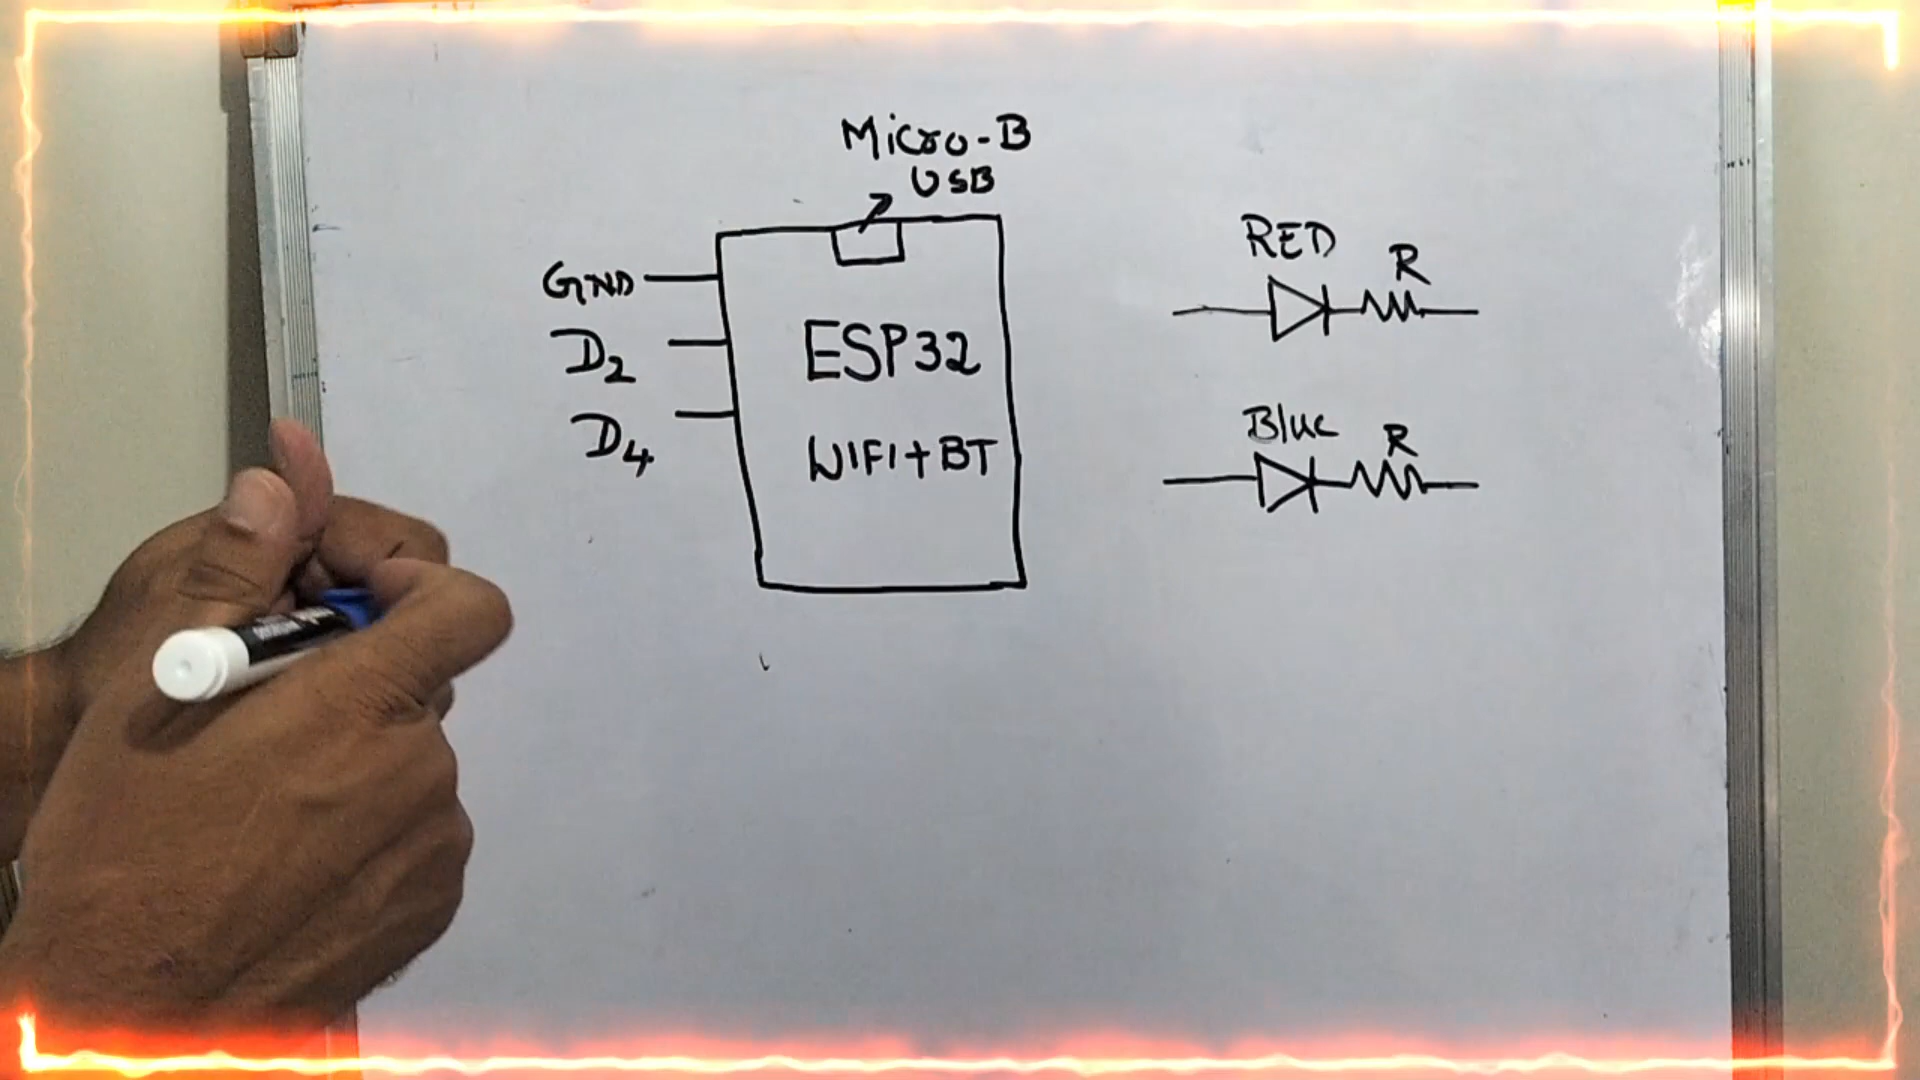 Micro-B
USB
GND
D2
D4
ESP32
WIFI+BT
RED
R
Blue
R